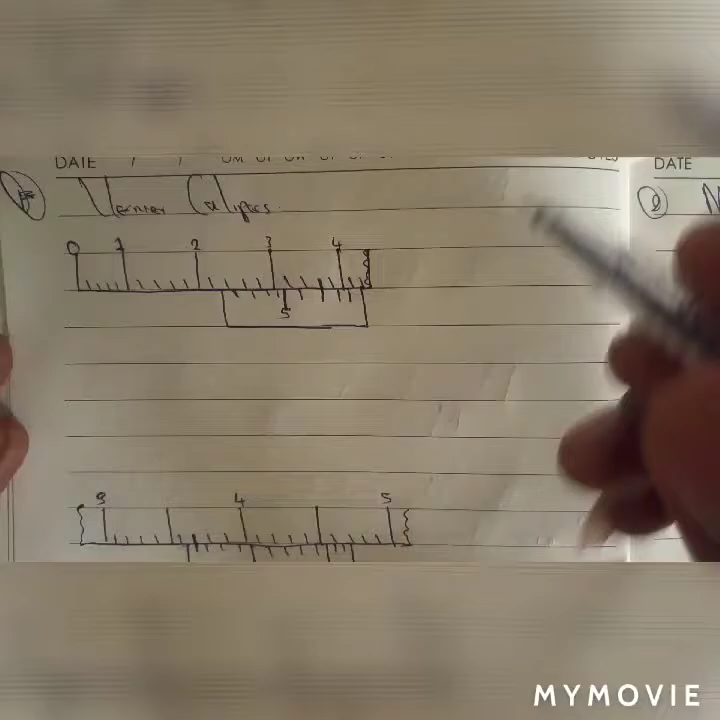 DATE / / DATE
Vernier Calipers
0 1 2 3 4
5
3 4 5
MYMOVIE